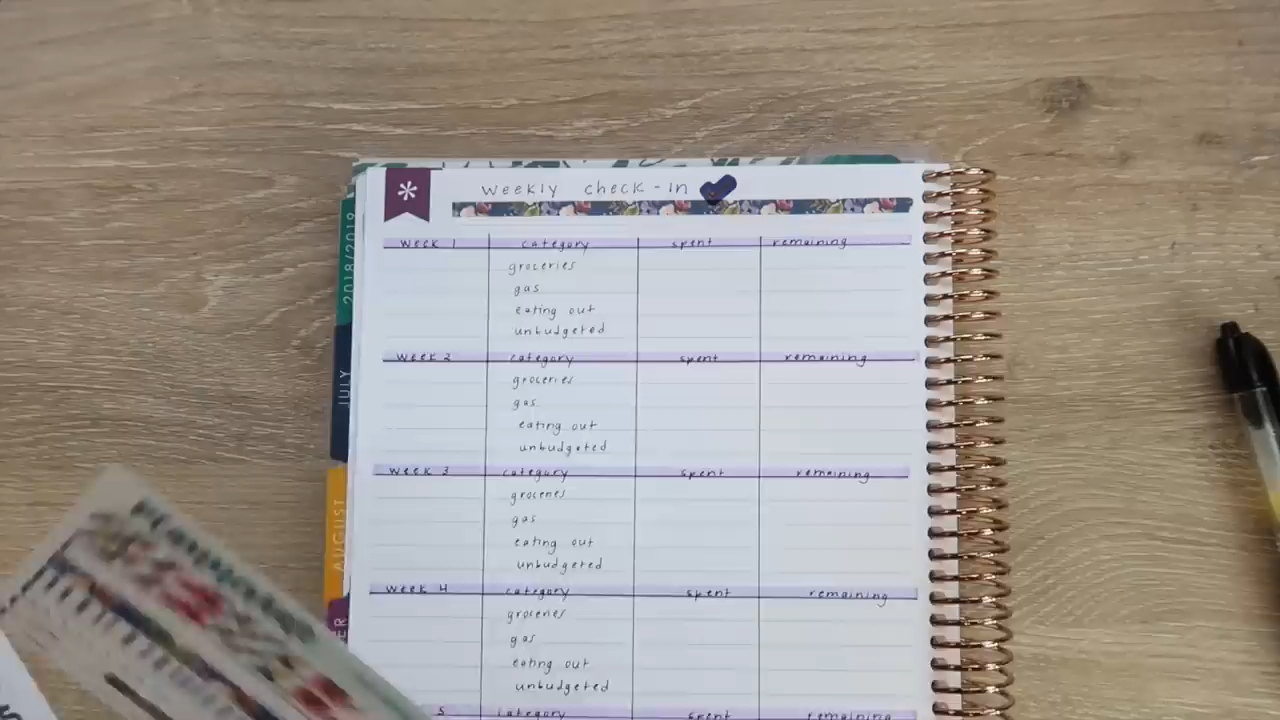 weekly check-in
week 1 category spent remaining
groceries
gas
eating out
unbudgeted
week 2 category spent remaining
groceries
gas
eating out
unbudgeted
week 3 category spent remaining
groceries
gas
eating out
unbudgeted
week 4 category spent remaining
groceries
gas
eating out
unbudgeted
5 category spent remaining
2018/2019
JULY
AUGUST